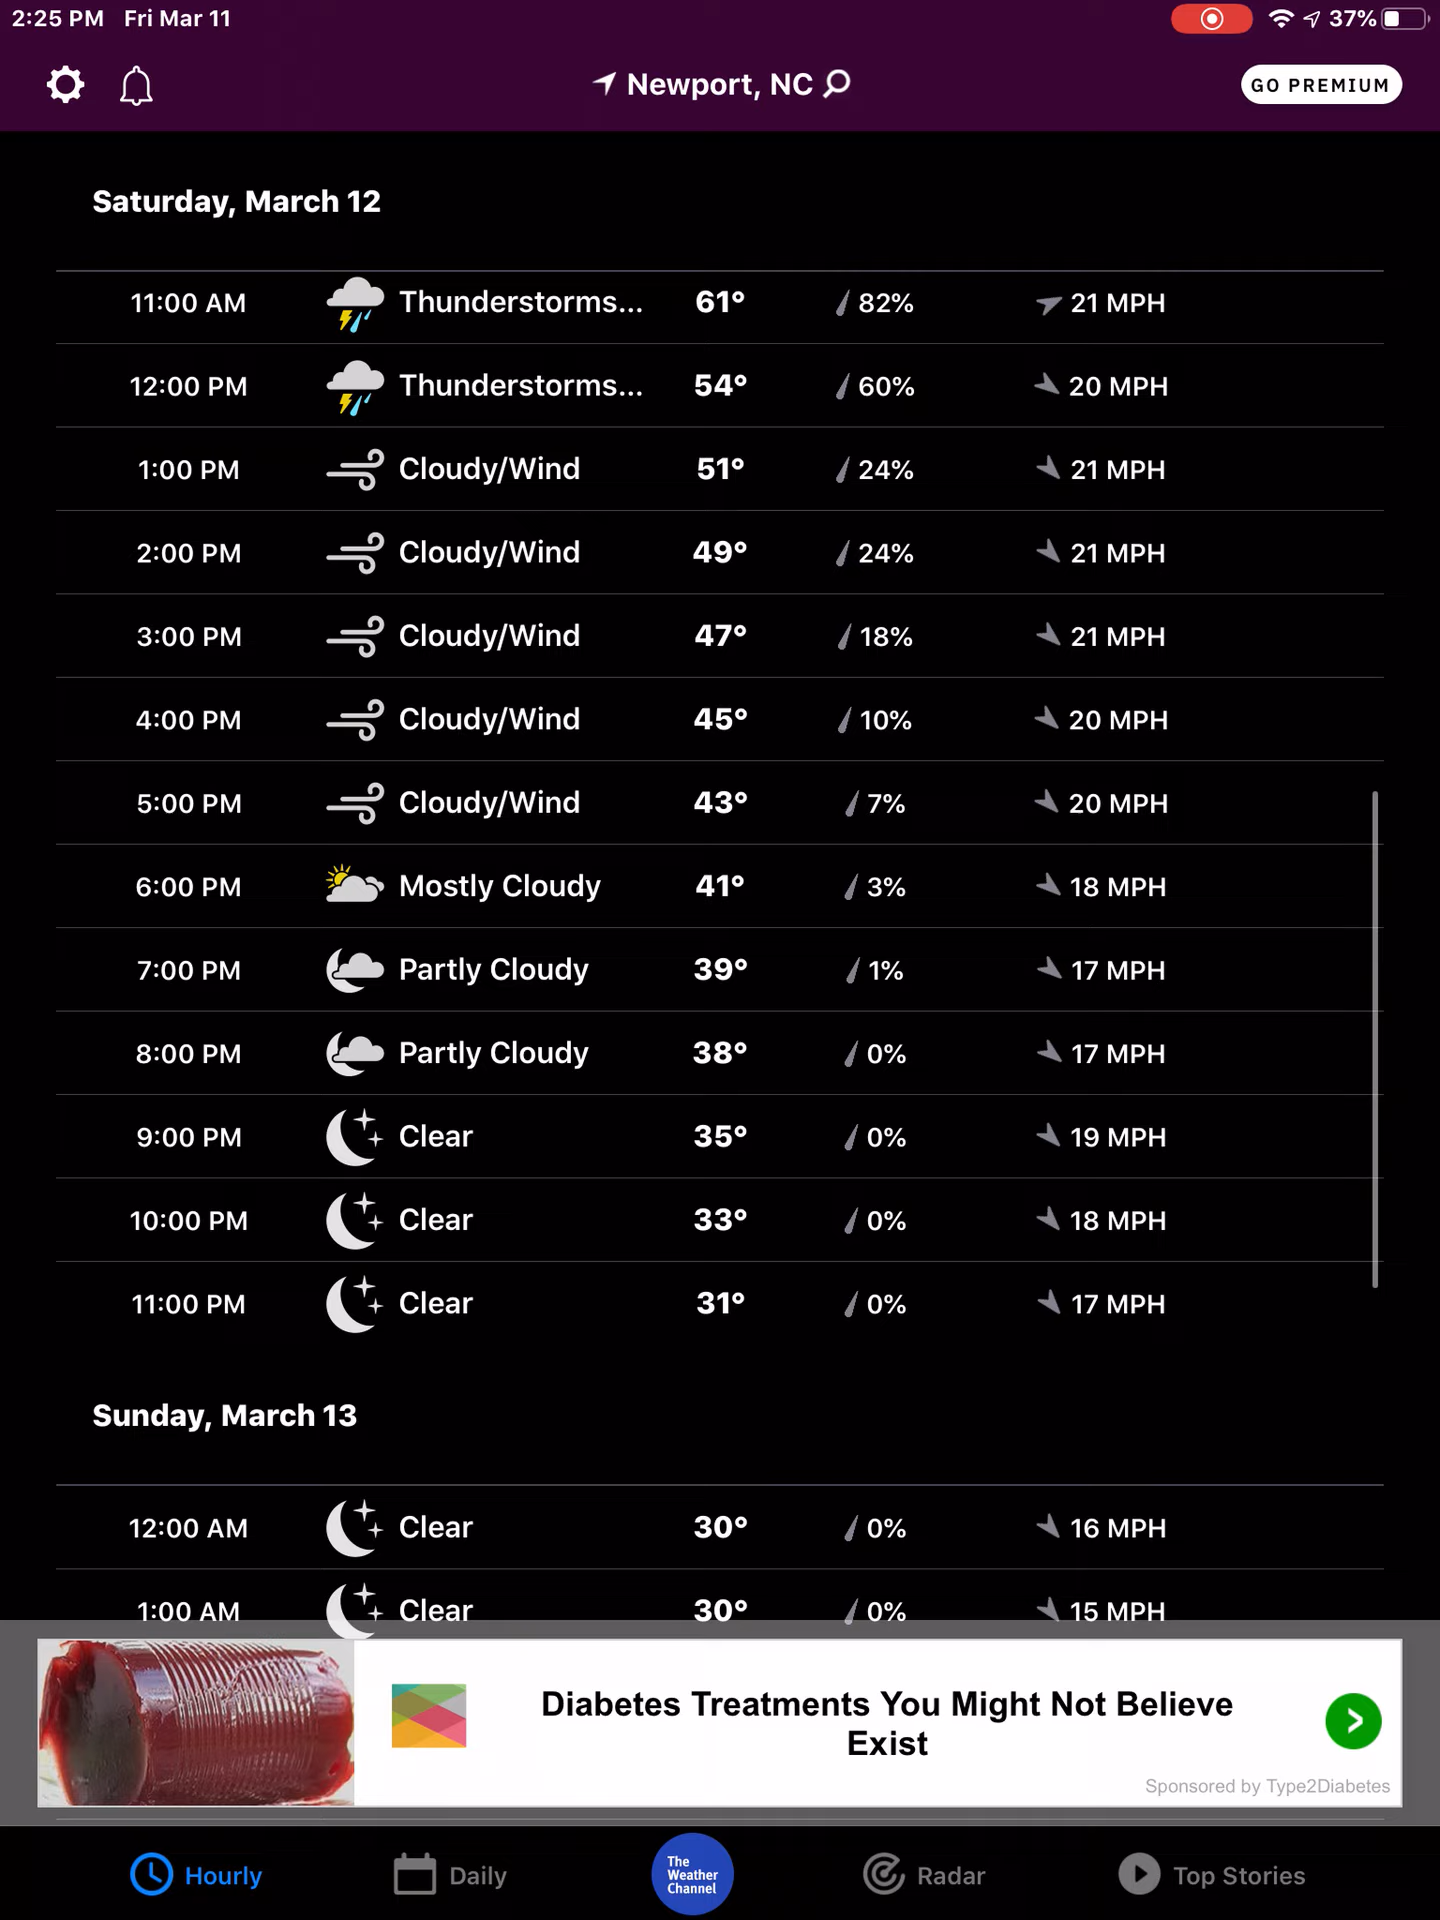 2:25 PM Fri Mar 11 37%
Newport, NC GO PREMIUM
Saturday, March 12
11:00 AM Thunderstorms... 61° 82% 21 MPH
12:00 PM Thunderstorms... 54° 60% 20 MPH
1:00 PM Cloudy/Wind 51° 24% 21 MPH
2:00 PM Cloudy/Wind 49° 24% 21 MPH
3:00 PM Cloudy/Wind 47° 18% 21 MPH
4:00 PM Cloudy/Wind 45° 10% 20 MPH
5:00 PM Cloudy/Wind 43° 7% 20 MPH
6:00 PM Mostly Cloudy 41° 3% 18 MPH
7:00 PM Partly Cloudy 39° 1% 17 MPH
8:00 PM Partly Cloudy 38° 0% 17 MPH
9:00 PM Clear 35° 0% 19 MPH
10:00 PM Clear 33° 0% 18 MPH
11:00 PM Clear 31° 0% 17 MPH
Sunday, March 13
12:00 AM Clear 30° 0% 16 MPH
1:00 AM Clear 30° 0% 15 MPH
Diabetes Treatments You Might Not Believe
Exist
Sponsored by Type2Diabetes
Hourly Daily
The
Weather
Channel
Radar Top Stories